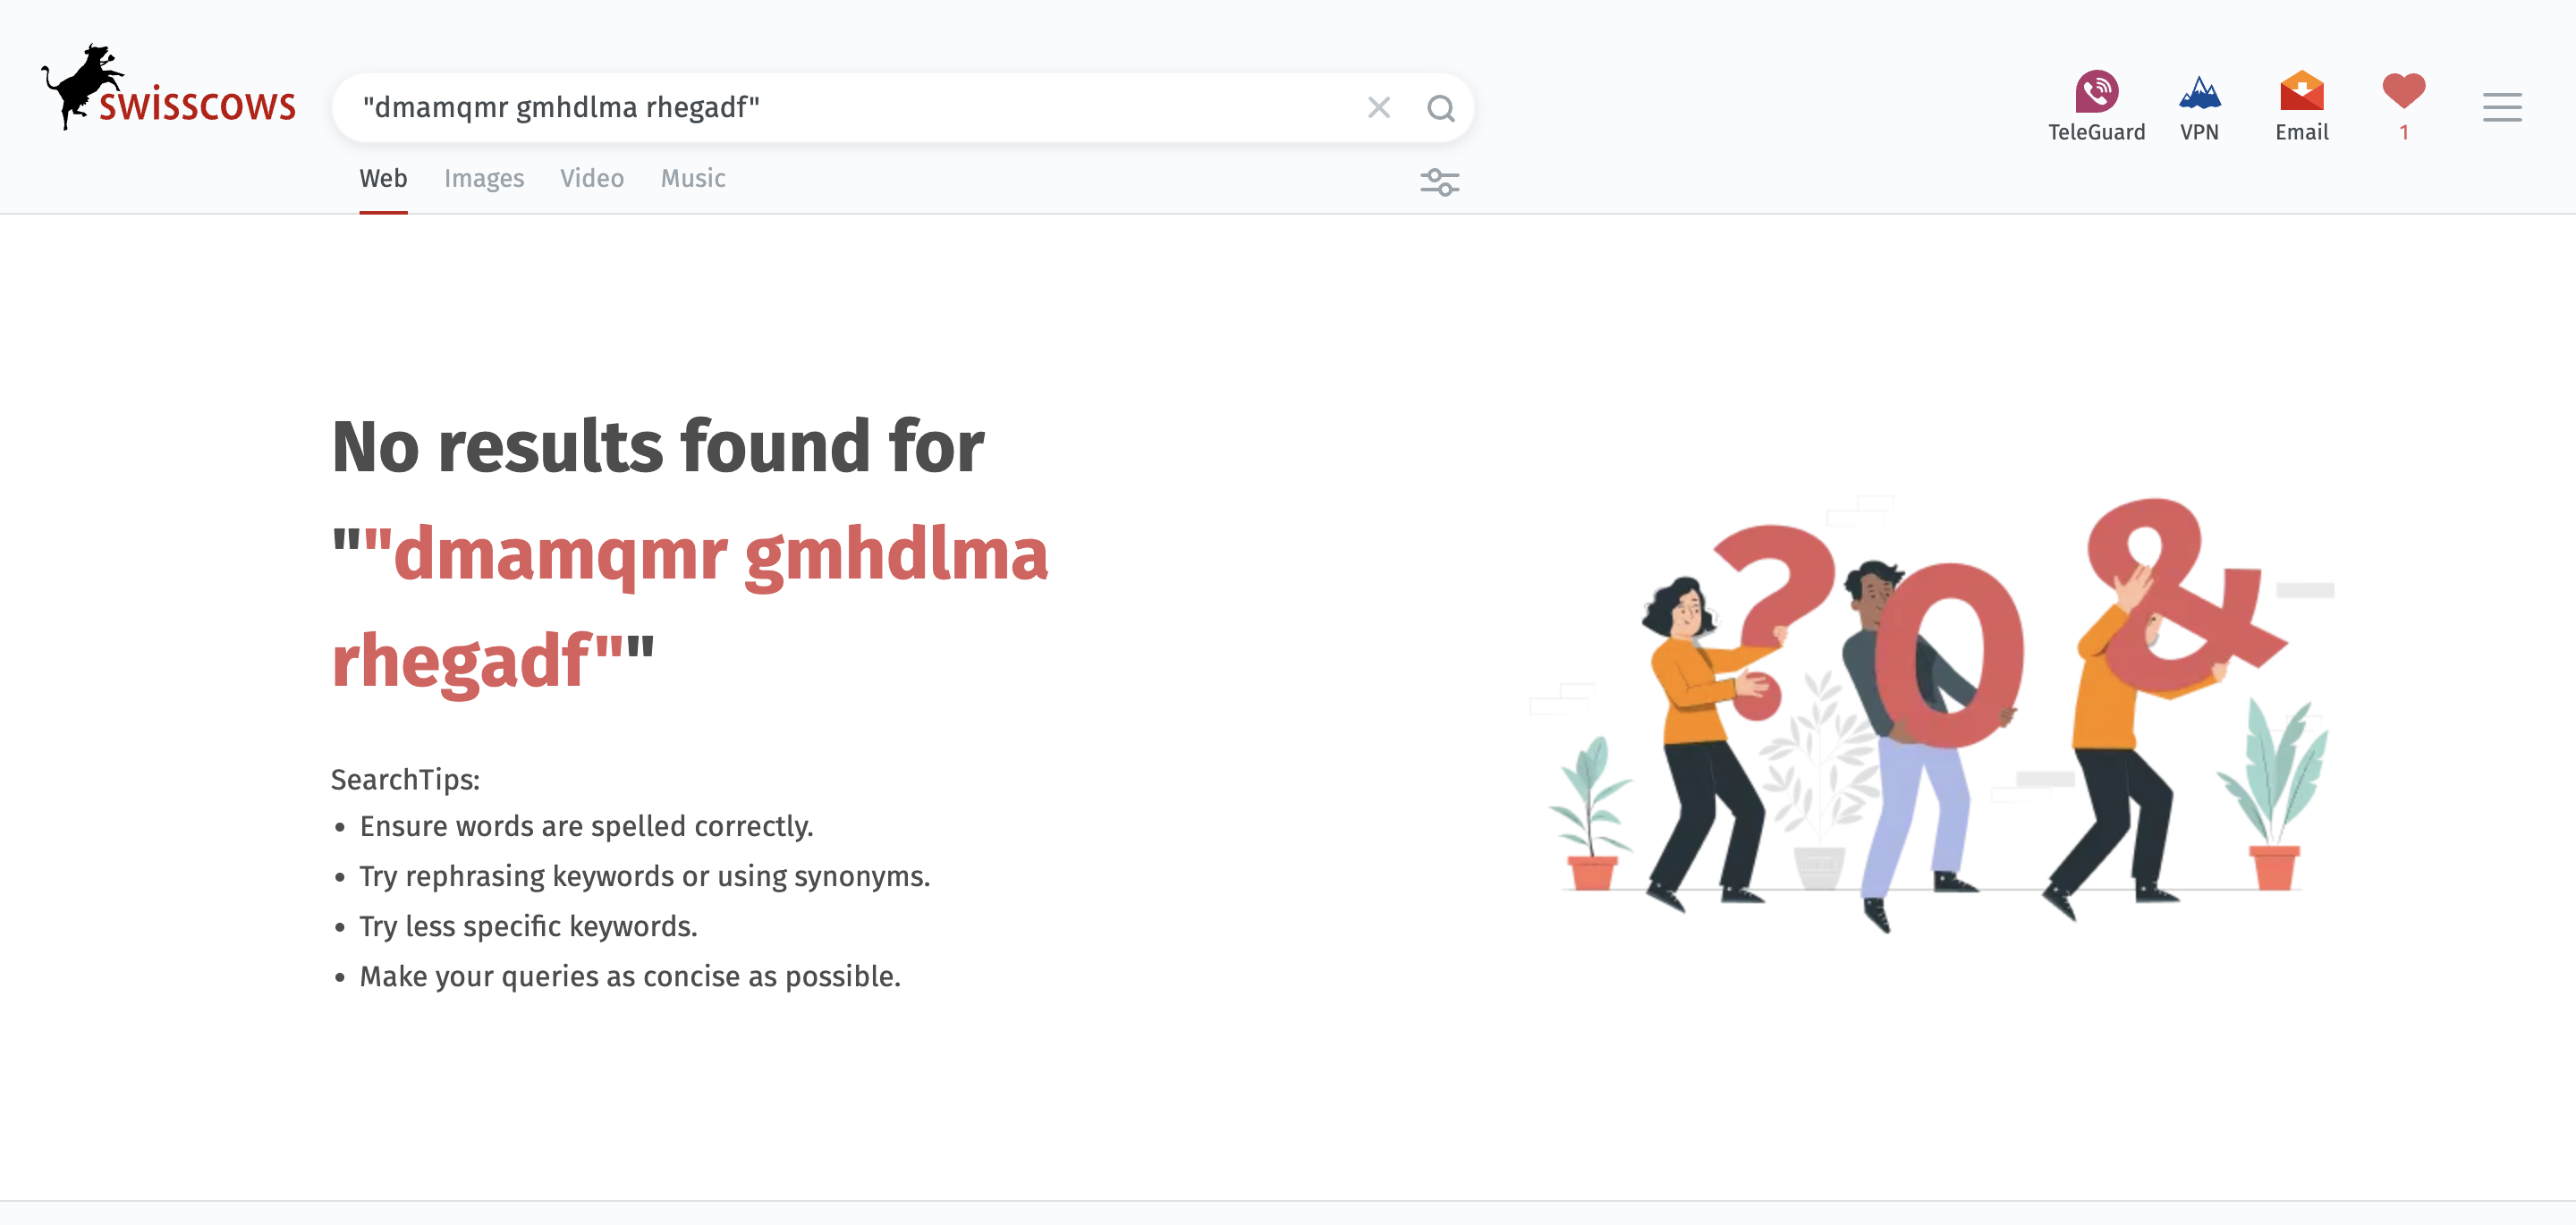 swisscows
"dmamqmr gmhdlma rhegadf"
TeleGuard
VPN
Email
1
Web
Images
Video
Music
No results found for
""dmamqmr gmhdlma
rhegadf""
SearchTips:
• Ensure words are spelled correctly.
• Try rephrasing keywords or using synonyms.
• Try less specific keywords.
• Make your queries as concise as possible.
? 0 &